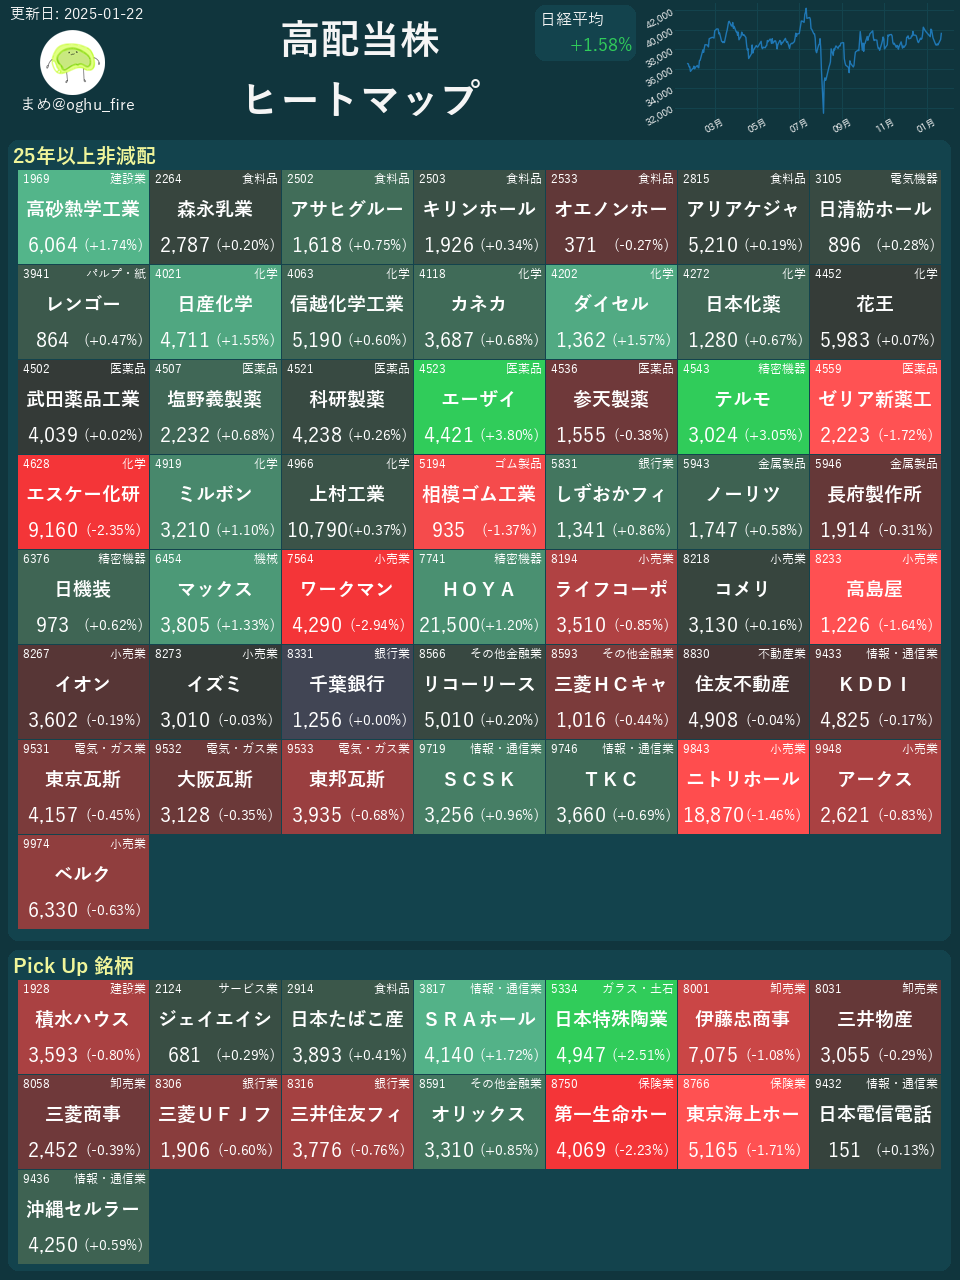 更新日: 2025-01-22
まめ@oghu_fire
高配当株
ヒートマップ
日経平均
+1.58%
42,000
40,000
38,000
36,000
34,000
32,000
03月 05月 07月 09月 11月 01月
25年以上非減配
1969 建設業
高砂熱学工業
6,064 (+1.74%)
2264 食料品
森永乳業
2,787 (+0.20%)
2502 食料品
アサヒグルー
1,618 (+0.75%)
2503 食料品
キリンホール
1,926 (+0.34%)
2533 食料品
オエノンホー
371 (-0.27%)
2815 食料品
アリアケジャ
5,210 (+0.19%)
3105 電気機器
日清紡ホール
896 (+0.28%)
3941 パルプ・紙
レンゴー
864 (+0.47%)
4021 化学
日産化学
4,711 (+1.55%)
4063 化学
信越化学工業
5,190 (+0.60%)
4118 化学
カネカ
3,687 (+0.68%)
4202 化学
ダイセル
1,362 (+1.57%)
4272 化学
日本化薬
1,280 (+0.67%)
4452 化学
花王
5,983 (+0.07%)
4502 医薬品
武田薬品工業
4,039 (+0.02%)
4507 医薬品
塩野義製薬
2,232 (+0.68%)
4521 医薬品
科研製薬
4,238 (+0.26%)
4523 医薬品
エーザイ
4,421 (+3.80%)
4536 医薬品
参天製薬
1,555 (-0.38%)
4543 精密機器
テルモ
3,024 (+3.05%)
4559 医薬品
ゼリア新薬工
2,223 (-1.72%)
4628 化学
エスケー化研
9,160 (-2.35%)
4919 化学
ミルボン
3,210 (+1.10%)
4966 化学
上村工業
10,790(+0.37%)
5194 ゴム製品
相模ゴム工業
935 (-1.37%)
5831 銀行業
しずおかフィ
1,341 (+0.86%)
5943 金属製品
ノーリツ
1,747 (+0.58%)
5946 金属製品
長府製作所
1,914 (-0.31%)
6376 精密機器
日機装
973 (+0.62%)
6454 機械
マックス
3,805 (+1.33%)
7564 小売業
ワークマン
4,290 (-2.94%)
7741 精密機器
ＨＯＹＡ
21,500(+1.20%)
8194 小売業
ライフコーポ
3,510 (-0.85%)
8218 小売業
コメリ
3,130 (+0.16%)
8233 小売業
高島屋
1,226 (-1.64%)
8267 小売業
イオン
3,602 (-0.19%)
8273 小売業
イズミ
3,010 (-0.03%)
8331 銀行業
千葉銀行
1,256 (+0.00%)
8566 その他金融業
リコーリース
5,010 (+0.20%)
8593 その他金融業
三菱ＨＣキャ
1,016 (-0.44%)
8830 不動産業
住友不動産
4,908 (-0.04%)
9433 情報・通信業
ＫＤＤＩ
4,825 (-0.17%)
9531 電気・ガス業
東京瓦斯
4,157 (-0.45%)
9532 電気・ガス業
大阪瓦斯
3,128 (-0.35%)
9533 電気・ガス業
東邦瓦斯
3,935 (-0.68%)
9719 情報・通信業
ＳＣＳＫ
3,256 (+0.96%)
9746 情報・通信業
ＴＫＣ
3,660 (+0.69%)
9843 小売業
ニトリホール
18,870(-1.46%)
9948 小売業
アークス
2,621 (-0.83%)
9974 小売業
ベルク
6,330 (-0.63%)
Pick Up 銘柄
1928 建設業
積水ハウス
3,593 (-0.80%)
2124 サービス業
ジェイエイシ
681 (+0.29%)
2914 食料品
日本たばこ産
3,893 (+0.41%)
3817 情報・通信業
ＳＲＡホール
4,140 (+1.72%)
5334 ガラス・土石
日本特殊陶業
4,947 (+2.51%)
8001 卸売業
伊藤忠商事
7,075 (-1.08%)
8031 卸売業
三井物産
3,055 (-0.29%)
8058 卸売業
三菱商事
2,452 (-0.39%)
8306 銀行業
三菱ＵＦＪフ
1,906 (-0.60%)
8316 銀行業
三井住友フィ
3,776 (-0.76%)
8591 その他金融業
オリックス
3,310 (+0.85%)
8750 保険業
第一生命ホー
4,069 (-2.23%)
8766 保険業
東京海上ホー
5,165 (-1.71%)
9432 情報・通信業
日本電信電話
151 (+0.13%)
9436 情報・通信業
沖縄セルラー
4,250 (+0.59%)